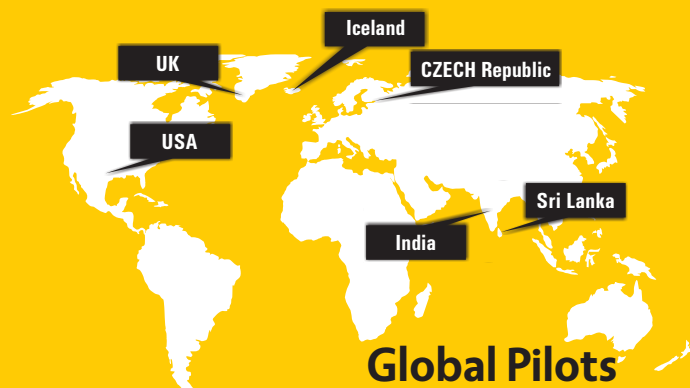 Iceland
UK
CZECH Republic
USA
Sri Lanka
India
Global Pilots